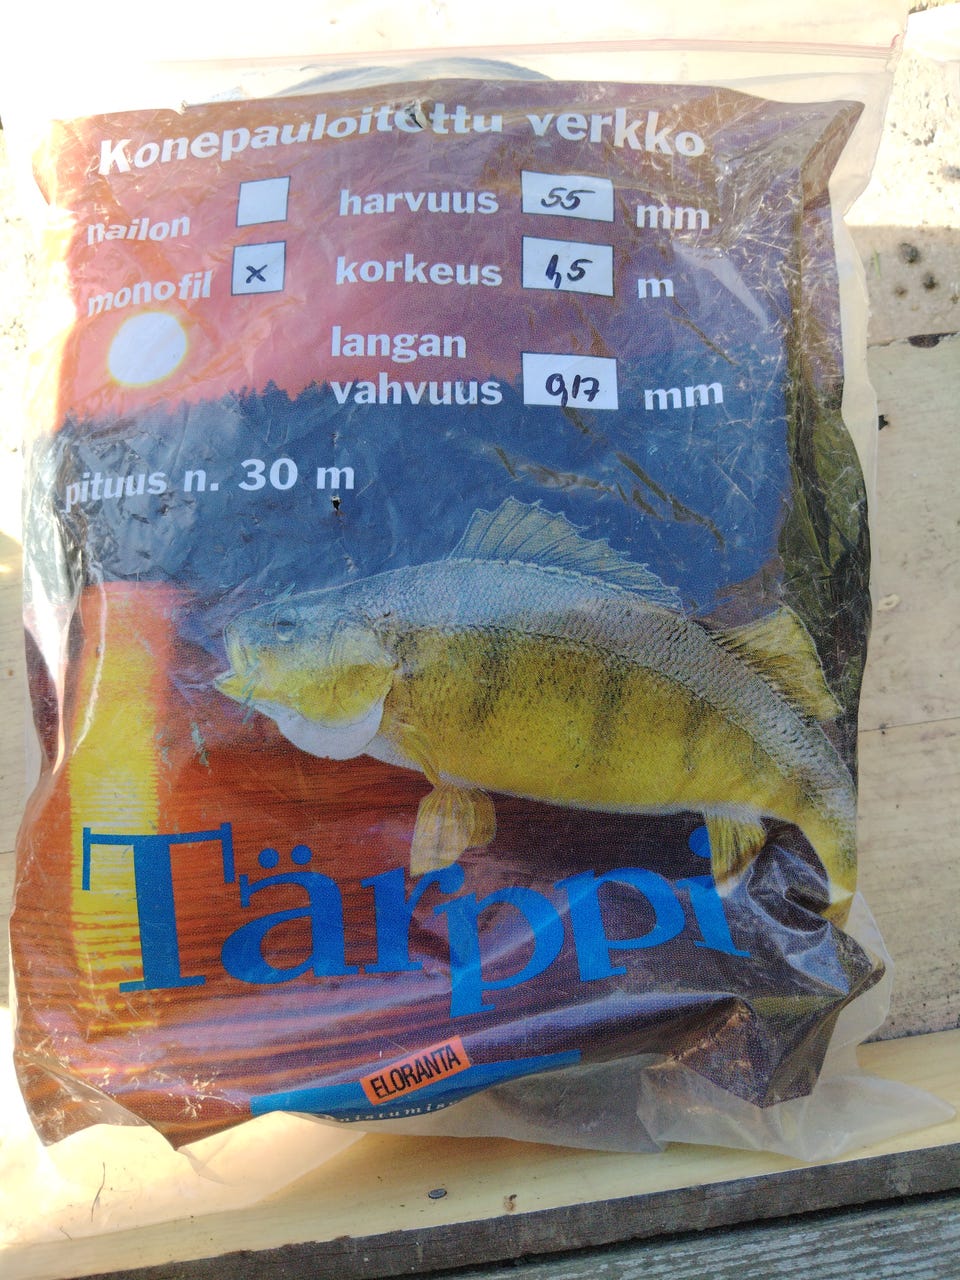 Konepauloitettu verkko
nailon harvuus 55 mm
monofil x korkeus 1,5 m
langan
vahvuus 0,17 mm
pituus n. 30 m
Tärppi
ELORANTA